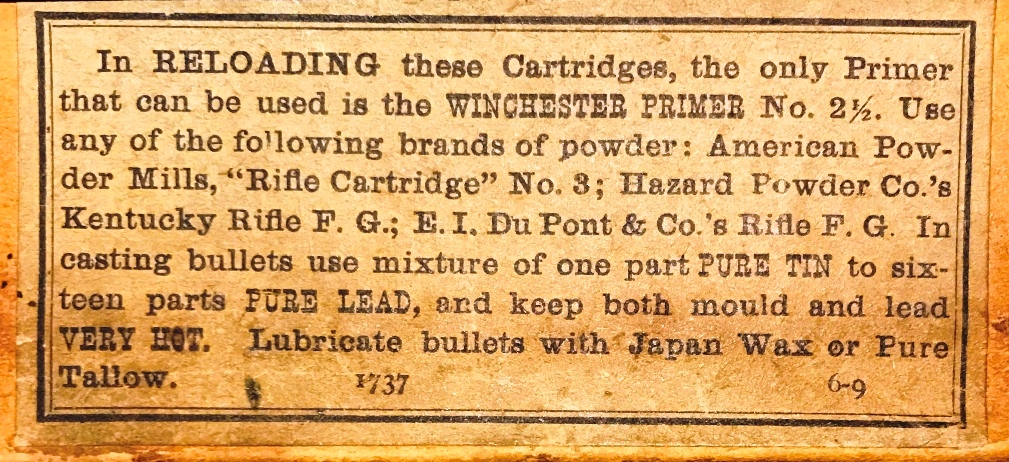 In RELOADING these Cartridges, the only Primer
that can be used is the WINCHESTER PRIMER No. 2½. Use
any of the following brands of powder: American Pow-
der Mills, “Rifle Cartridge” No. 3; Hazard Powder Co.'s
Kentucky Rifle F. G.; E. I. Du Pont & Co.'s Rifle F. G. In
casting bullets use mixture of one part PURE TIN to six-
teen parts PURE LEAD, and keep both mould and lead
VERY HOT. Lubricate bullets with Japan Wax or Pure
Tallow. 1737 6-9